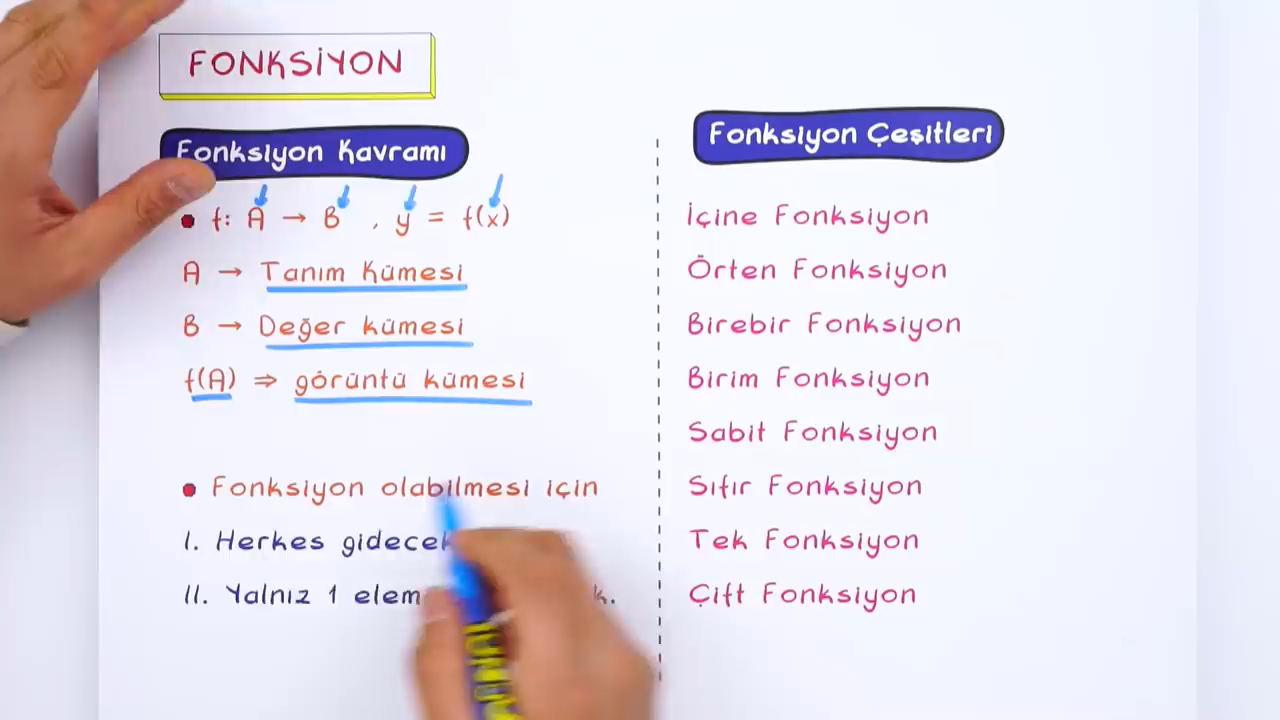 FONKSİYON
Fonksiyon Kavramı
• f: A → B , y = f(x)
A → Tanım Kümesi
B → Değer kümesi
f(A) ⇒ görüntü kümesi
• Fonksiyon olabilmesi için
I. Herkes gidecek
II. Yalnız 1
Fonksiyon Çeşitleri
İçine Fonksiyon
Örten Fonksiyon
Birebir Fonksiyon
Birim Fonksiyon
Sabit Fonksiyon
Sıfır Fonksiyon
Tek Fonksiyon
Çift Fonksiyon